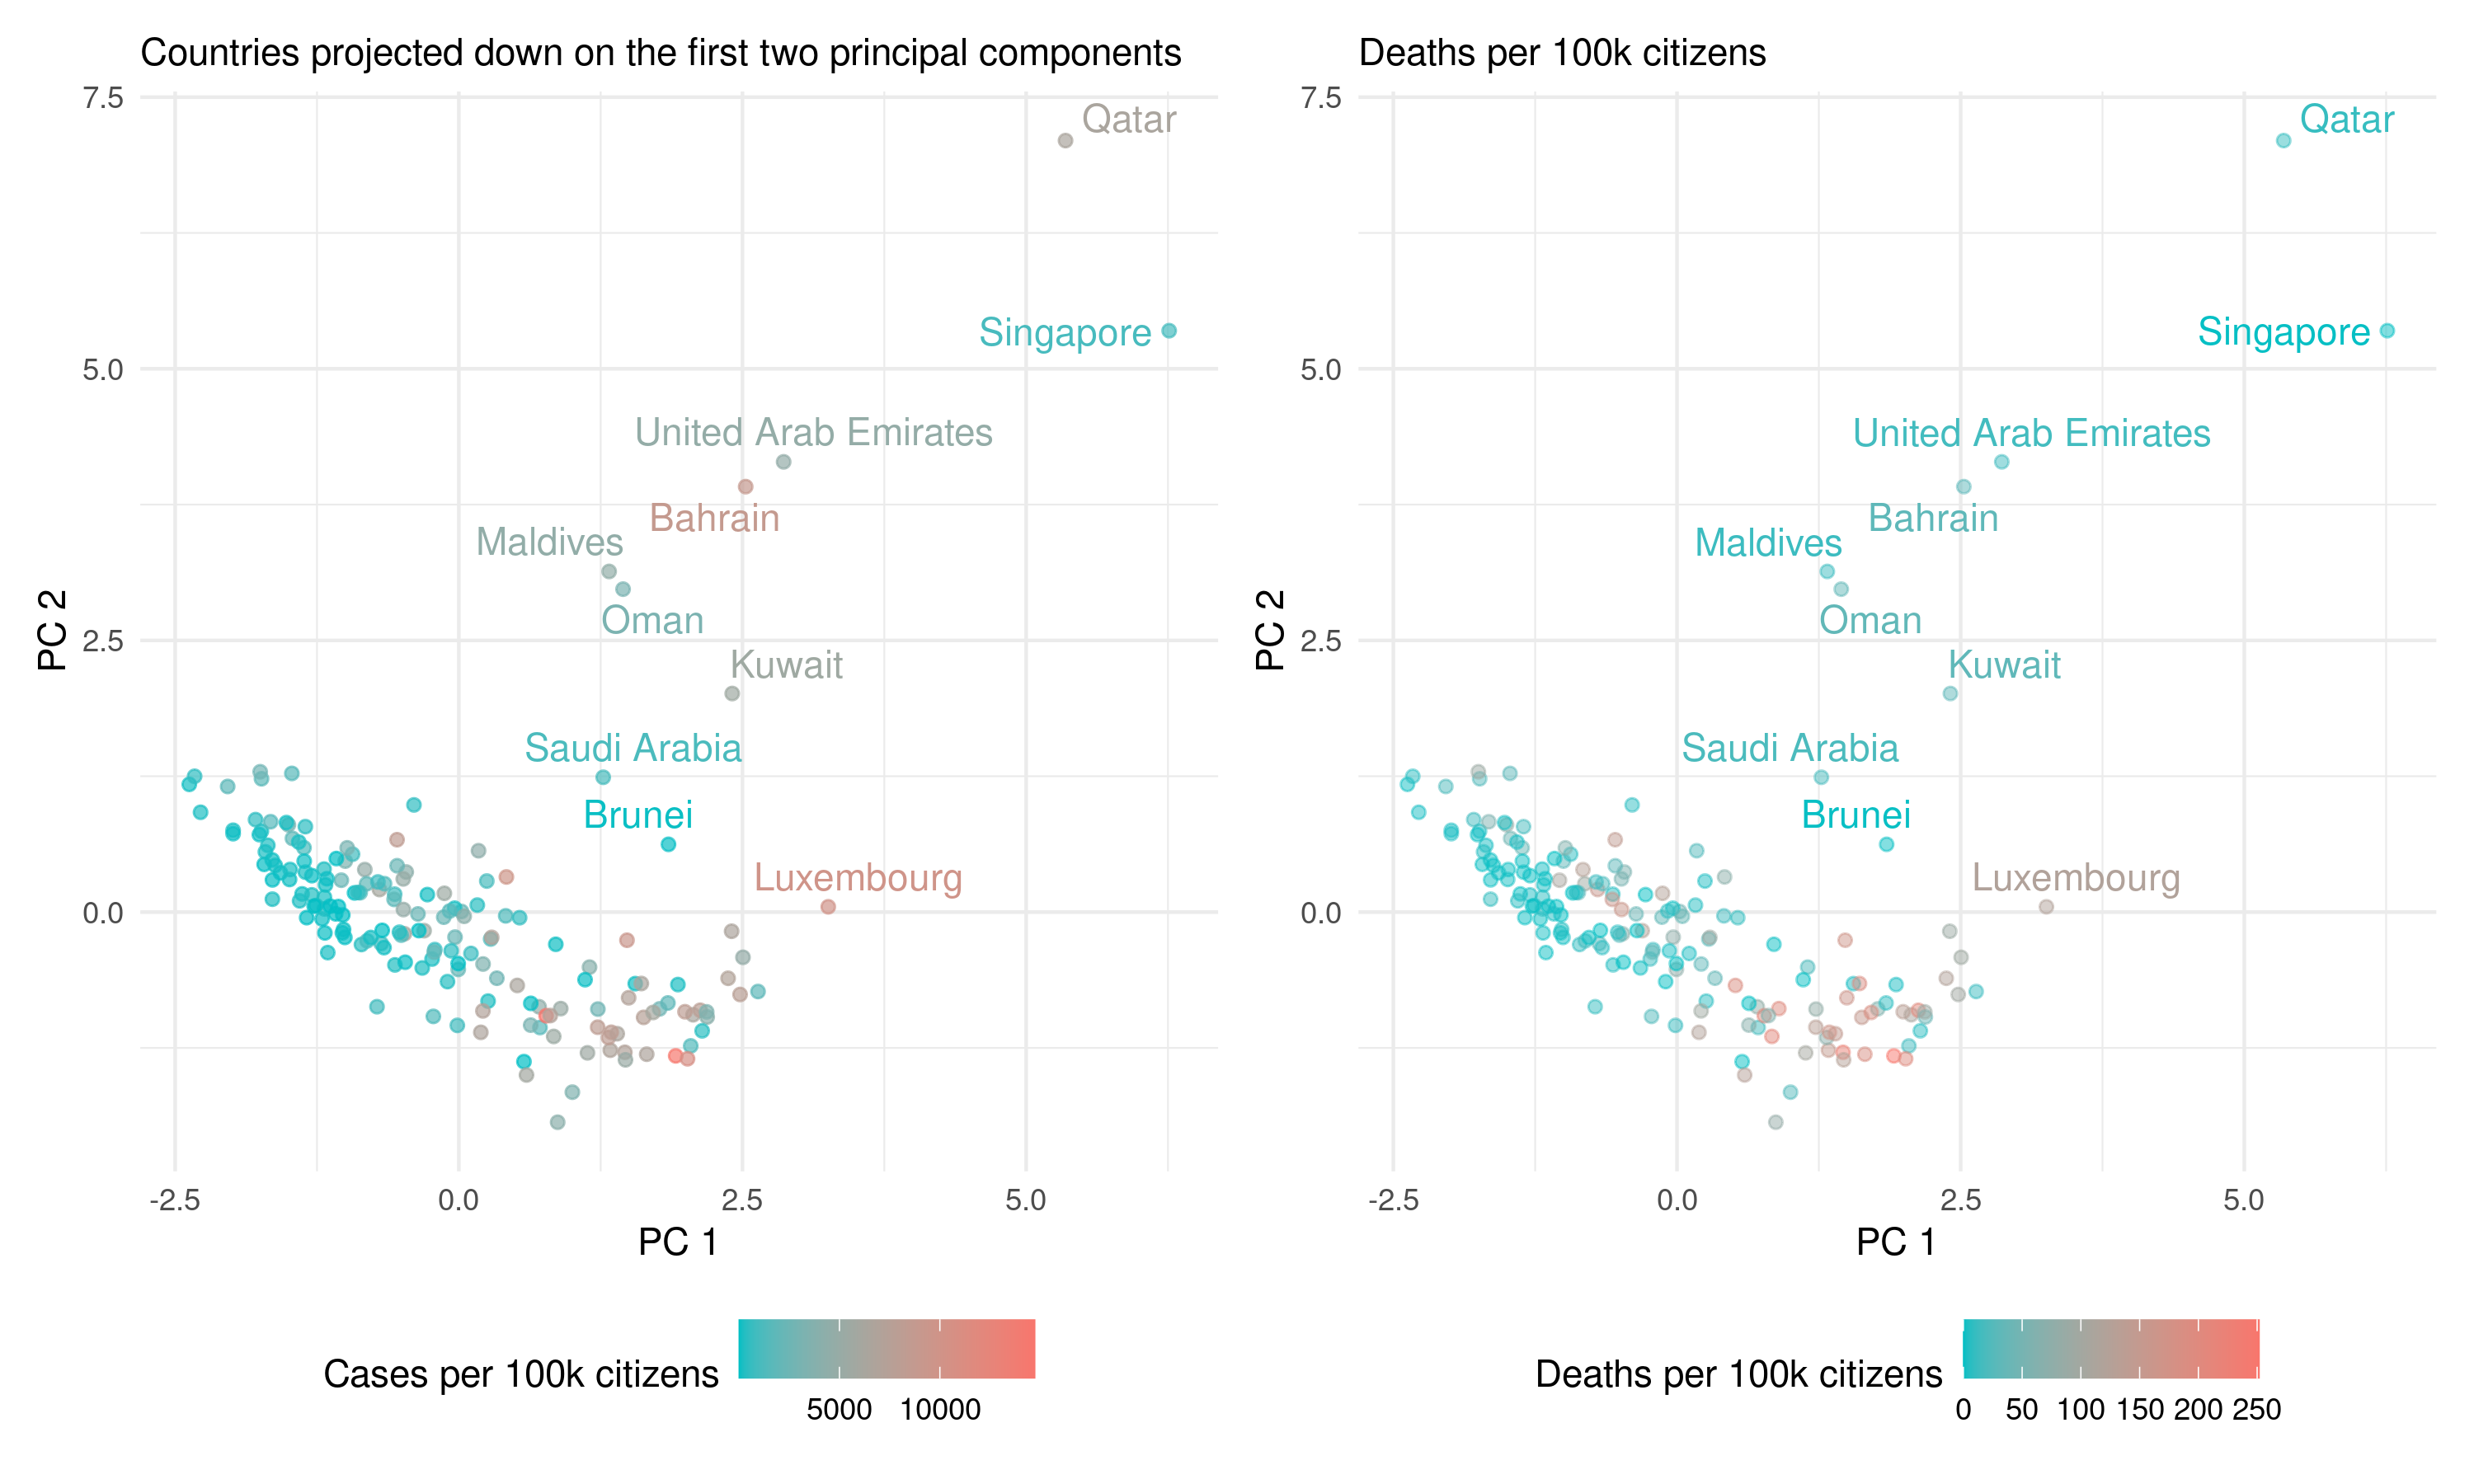 Countries projected down on the first two principal components
7.5
5.0
2.5
0.0
PC 2
Qatar
Singapore
United Arab Emirates
Bahrain
Maldives
Oman
Kuwait
Saudi Arabia
Brunei
Luxembourg
-2.5
0.0
2.5
5.0
PC 1
Cases per 100k citizens
5000
10000
Deaths per 100k citizens
7.5
5.0
2.5
0.0
PC 2
Qatar
Singapore
United Arab Emirates
Bahrain
Maldives
Oman
Kuwait
Saudi Arabia
Brunei
Luxembourg
-2.5
0.0
2.5
5.0
PC 1
Deaths per 100k citizens
0
50
100
150
200
250